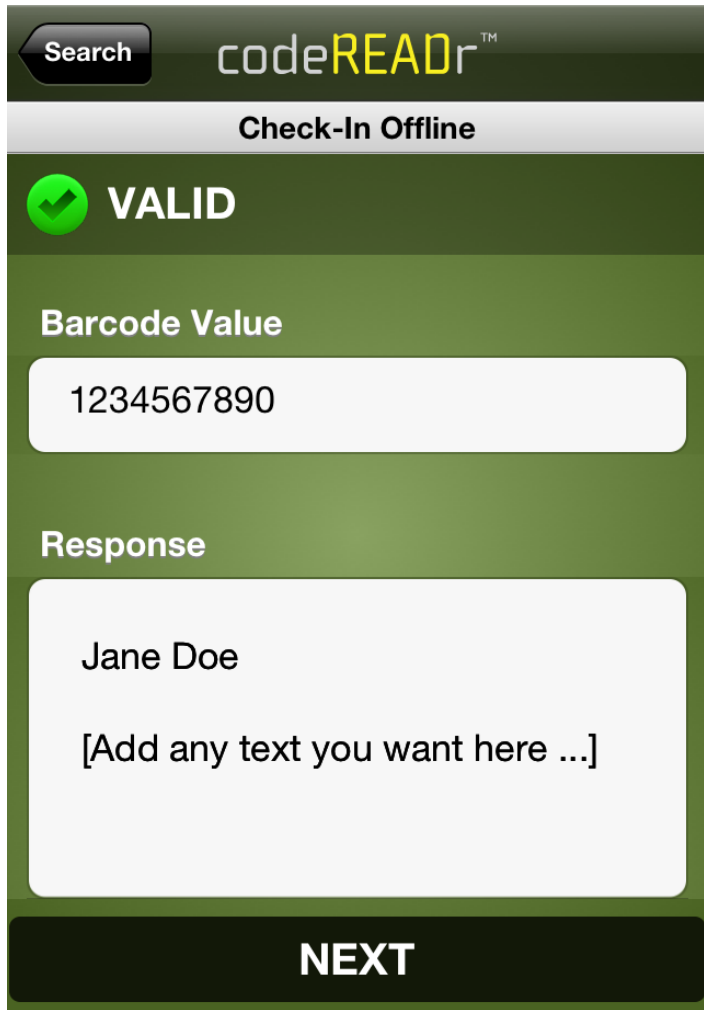 Search
codeREADr™
Check-In Offline
VALID
Barcode Value
1234567890
Response
Jane Doe
[Add any text you want here ...]
NEXT